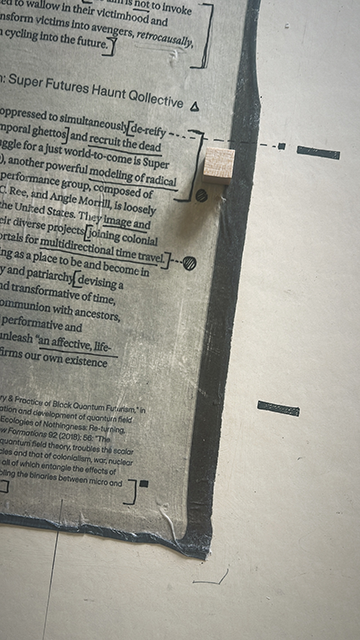 ed to wallow in their victimhood and
nsform victims into avengers, retrocausally,
n cycling into the future.
n: Super Futures Haunt Qollective
oppressed to simultaneously de-reify
mporal ghettos and recruit the dead
ggle for a just world-to-come is Super
), another powerful modeling of radical
performance group, composed of
C. Ree, and Angie Morrill, is loosely
the United States. They image and
eir diverse projects joining colonial
ortals for multidirectional time travel.
ng as a place to be and become in
y and patriarchy devising a
nd transformative of time,
ommunion with ancestors,
performative and
unleash "an affective, life-
firms our own existence
ry & Practice of Black Quantum Futurism," in
ation and development of quantum field
Ecologies of Nothingness: Re-turning,
w Formations 92 (2018): 56: "The
quantum field theory, troubles the scalar
cles and that of colonialism, war, nuclear
all of which entangle the effects of
bling the binaries between micro and